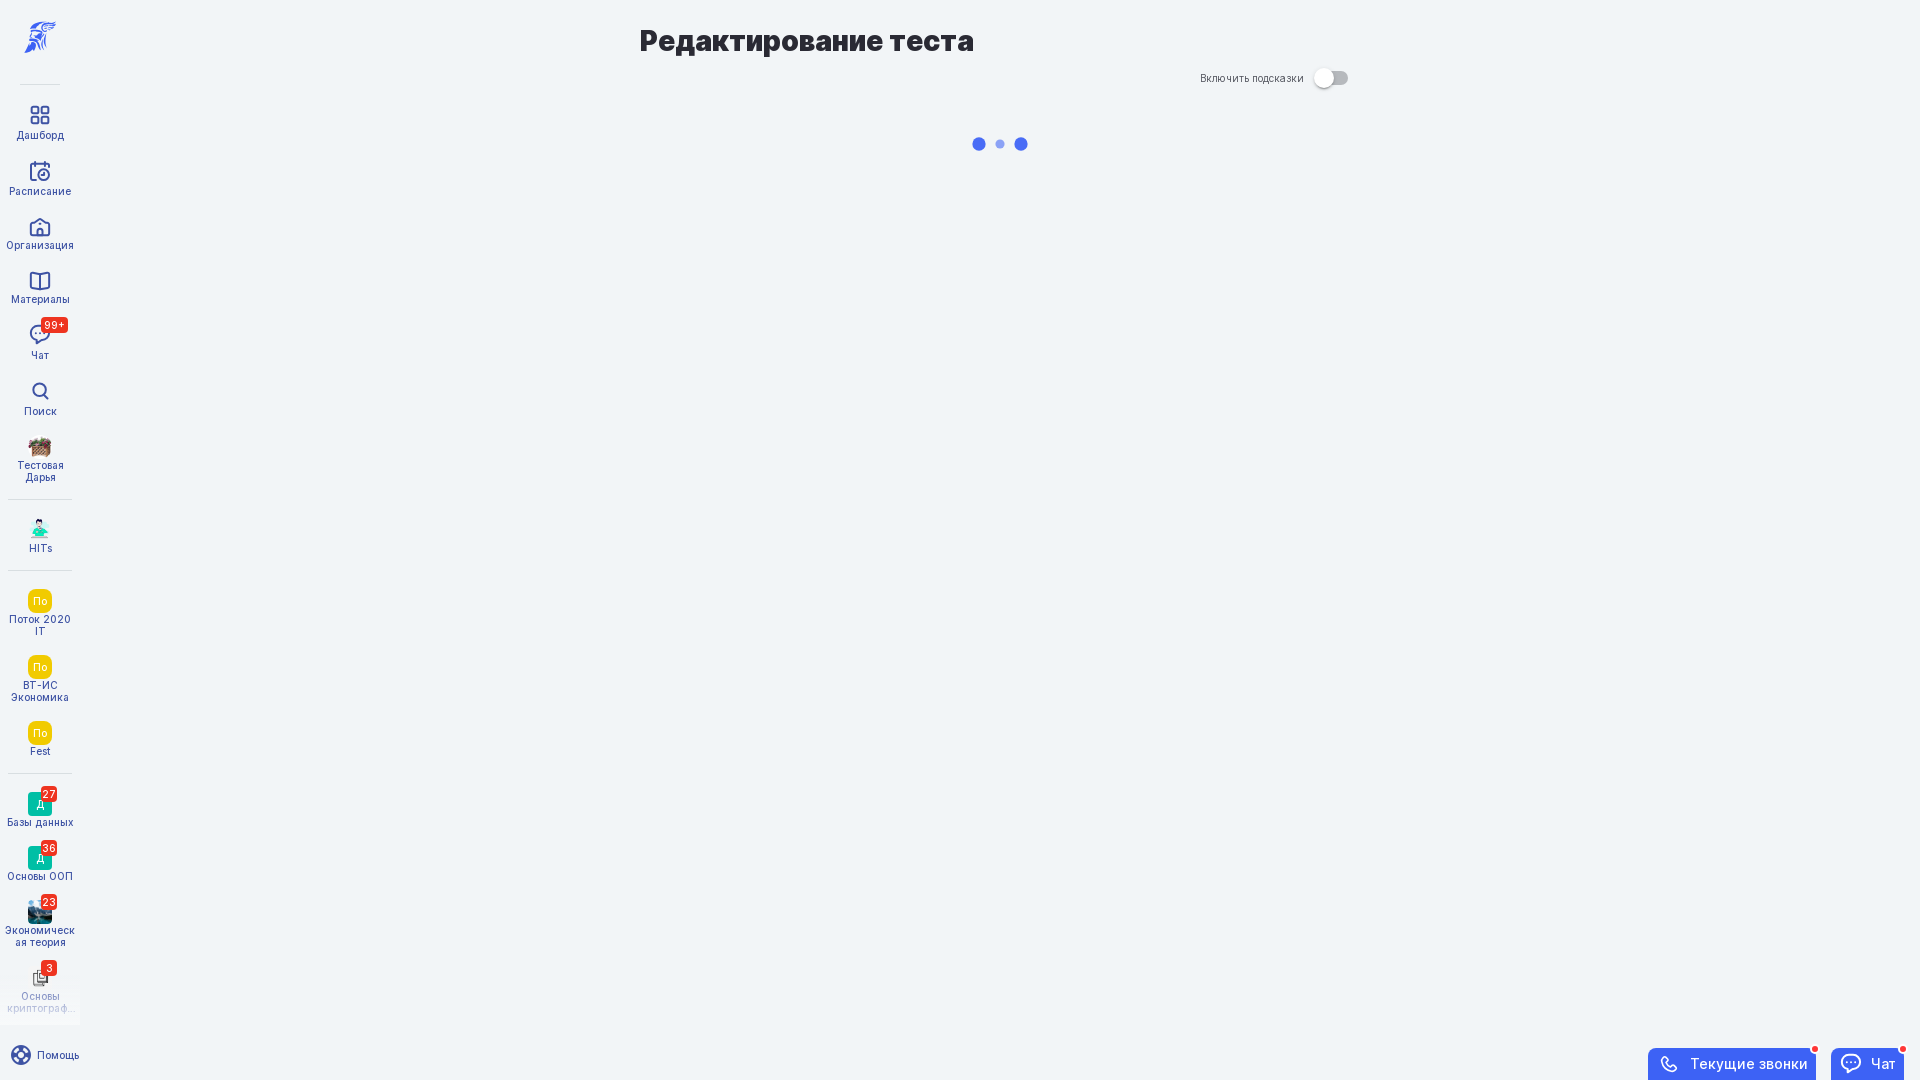 Редактирование теста
Включить подсказки
Дашборд
Расписание
Организация
Материалы
99+
Чат
Поиск
Тестовая
Дарья
HITs
По
Поток 2020
IT
По
ВТ-ИС
Экономика
По
Fest
27
Д
Базы данных
36
Д
Основы ООП
23
Экономическ
ая теория
3
Основы
криптограф...
Помощь
Текущие звонки
Чат